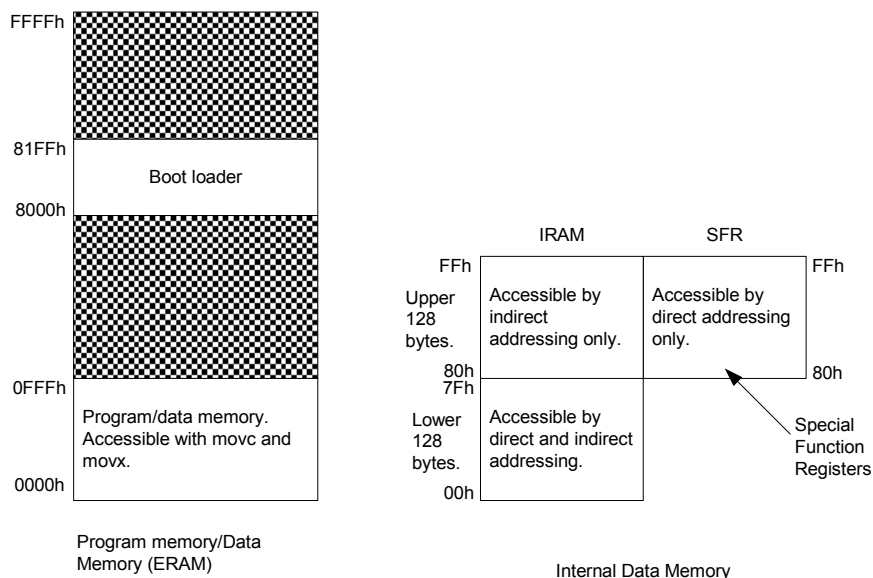 FFFFh
81FFh
Boot loader
8000h
0FFFh
Program/data memory.
Accessible with movc and
movx.
0000h
Program memory/Data
Memory (ERAM)
IRAM
SFR
FFh
FFh
Upper
128
bytes.
Accessible by
indirect
addressing only.
Accessible by
direct addressing
only.
80h
80h
7Fh
Lower
128
bytes.
Accessible by
direct and indirect
addressing.
Special
Function
Registers
00h
Internal Data Memory